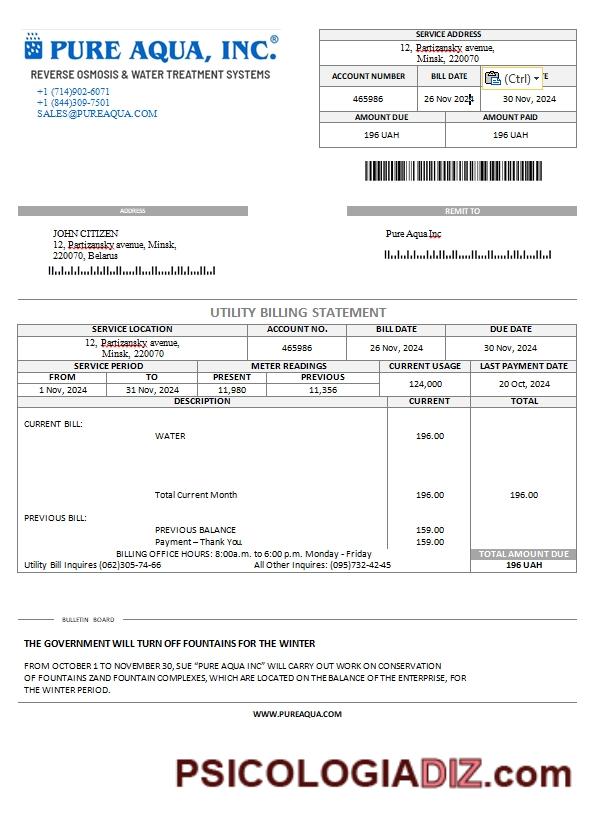 PURE AQUA, INC.®
REVERSE OSMOSIS & WATER TREATMENT SYSTEMS
+1 (714)902-6071
+1 (844)309-7501
SALES@PUREAQUA.COM
SERVICE ADDRESS
12, Partizansky avenue,
Minsk, 220070
ACCOUNT NUMBER BILL DATE TE
(Ctrl)
465986 26 Nov 2024 30 Nov, 2024
AMOUNT DUE AMOUNT PAID
196 UAH 196 UAH
ADDRESS REMIT TO
JOHN CITIZEN
12, Partizansky avenue, Minsk,
220070, Belarus
Pure Aqua Inc
UTILITY BILLING STATEMENT
SERVICE LOCATION ACCOUNT NO. BILL DATE DUE DATE
12, Partizansky avenue,
Minsk, 220070
465986 26 Nov, 2024 30 Nov, 2024
SERVICE PERIOD METER READINGS CURRENT USAGE LAST PAYMENT DATE
FROM TO PRESENT PREVIOUS
124,000 20 Oct, 2024
1 Nov, 2024 31 Nov, 2024 11,980 11,356
DESCRIPTION CURRENT TOTAL
CURRENT BILL:
WATER 196.00
Total Current Month 196.00 196.00
PREVIOUS BILL:
PREVIOUS BALANCE 159.00
Payment – Thank You 159.00
BILLING OFFICE HOURS: 8:00a.m. to 6:00 p.m. Monday - Friday TOTAL AMOUNT DUE
Utility Bill Inquires (062)305-74-66 All Other Inquires: (095)732-42-45 196 UAH
BULLETIN BOARD
THE GOVERNMENT WILL TURN OFF FOUNTAINS FOR THE WINTER
FROM OCTOBER 1 TO NOVEMBER 30, SUE “PURE AQUA INC” WILL CARRY OUT WORK ON CONSERVATION
OF FOUNTAINS ZAND FOUNTAIN COMPLEXES, WHICH ARE LOCATED ON THE BALANCE OF THE ENTERPRISE, FOR
THE WINTER PERIOD.
WWW.PUREAQUA.COM
PSICOLOGIADIZ.com